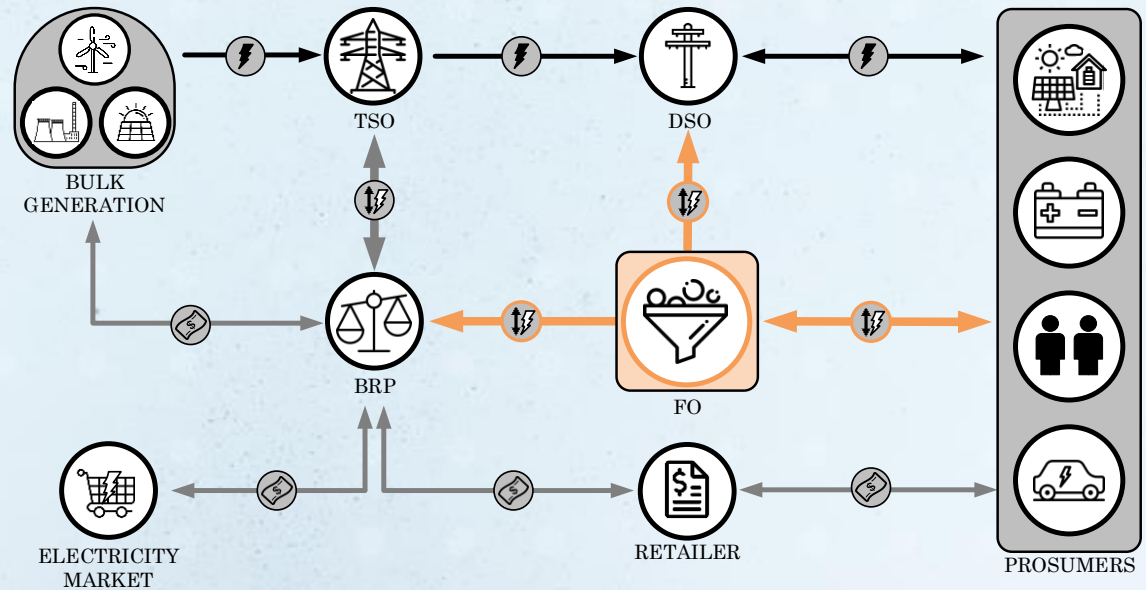 TSO
DSO
BULK
GENERATION
BRP
FO
ELECTRICITY
MARKET
RETAILER
PROSUMERS